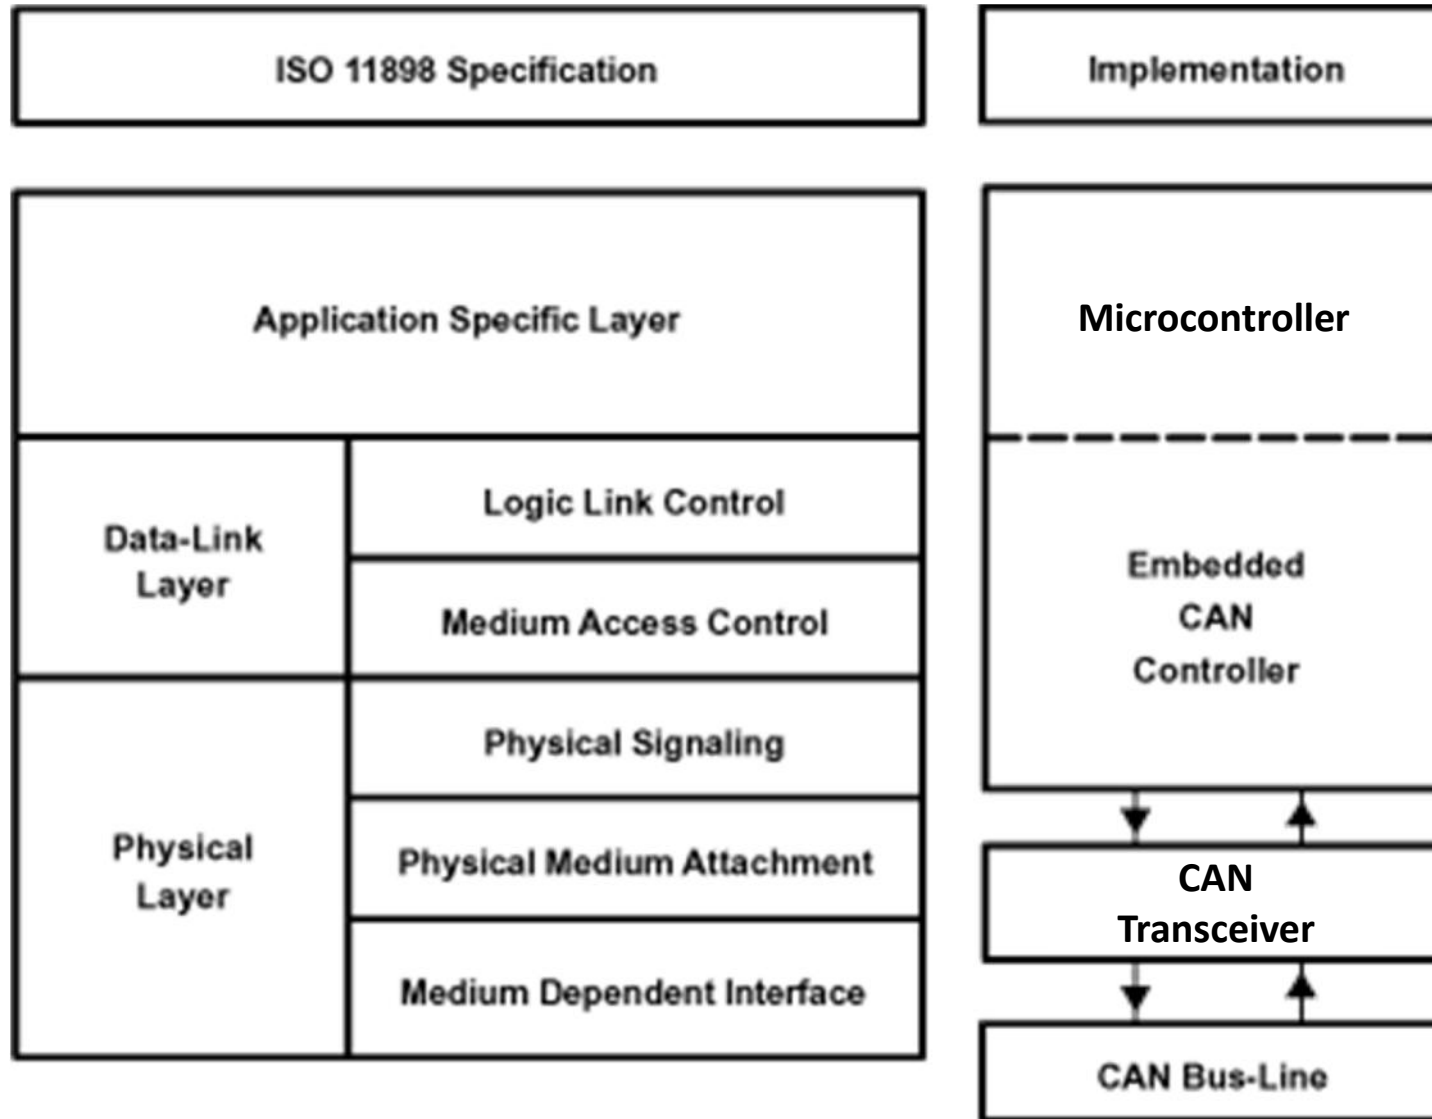 ISO 11898 Specification
Implementation
Application Specific Layer
Microcontroller
Data-Link
Layer
Logic Link Control
Medium Access Control
Embedded
CAN
Controller
Physical
Layer
Physical Signaling
Physical Medium Attachment
Medium Dependent Interface
CAN
Transceiver
CAN Bus-Line